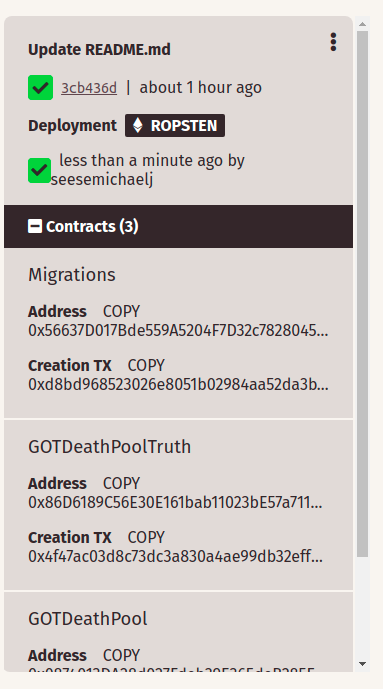 Update README.md
3cb436d | about 1 hour ago
Deployment ROPSTEN
less than a minute ago by
seesemichaelj
Contracts (3)
Migrations
Address COPY
0x56637D017Bde559A5204F7D32c7828045...
Creation TX COPY
0xd8bd968523026e8051b02984aa52da3b...
GOTDeathPoolTruth
Address COPY
0x86D6189C56E30E161bab11023bE57a711...
Creation TX COPY
0x4f47ac03d8c73dc3a830a4ae99db32eff...
GOTDeathPool
Address COPY